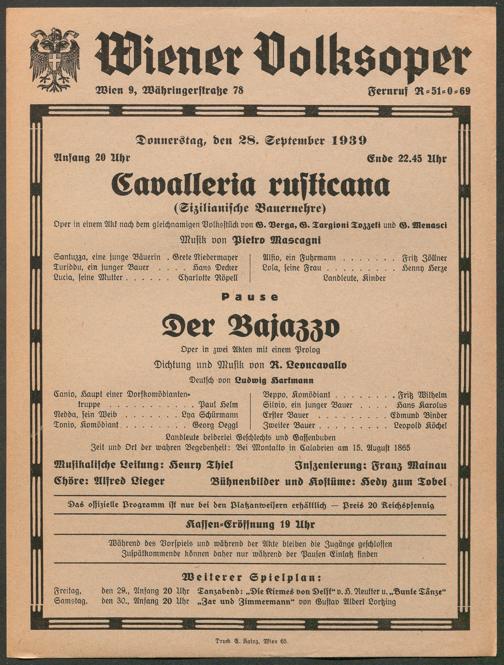 Wiener Volksoper
Wien 9, Währingerstraße 78 Fernruf R-51-0-69
Donnerstag, den 28. September 1939
Anfang 20 Uhr Ende 22.45 Uhr
Cavalleria rusticana
(Sizilianische Bauernehre)
Oper in einem Akt nach dem gleichnamigen Volksstück von G. Verga, G. Targioni Tozzeti und G. Menasci
Musik von Pietro Mascagni
Santuzza, eine junge Bäuerin . Grete Niedermayer Alfio, ein Fuhrmann . . . . . . . Fritz Zöllner
Turiddu, ein junger Bauer . . . . Hans Decker Lola, seine Frau . . . . . . . . Henny Herze
Lucia, seine Mutter . . . . . . Charlotte Röpell Landleute, Kinder
Pause
Der Bajazzo
Oper in zwei Akten mit einem Prolog
Dichtung und Musik von R. Leoncavallo
Deutsch von Ludwig Hartmann
Canio, Haupt einer Dorfkomödianten- Beppo, Komödiant . . . . . . . . Fritz Wilhelm
truppe . . . . . . . . . . Paul Helm Silvio, ein junger Bauer . . . . . Hans Karolus
Nedda, sein Weib . . . . . Lya Schürmann Erster Bauer . . . . . . . . Edmund Binder
Tonio, Komödiant . . . . . . Georg Oeggl Zweiter Bauer . . . . . . . . Leopold Köchel
Landleute beiderlei Geschlechts und Gassenbuben
Zeit und Ort der wahren Begebenheit: Bei Montalto in Calabrien am 15. August 1865
Musikalische Leitung: Henry Thiel Inszenierung: Franz Mainau
Chöre: Alfred Lieger Bühnenbilder und Kostüme: Hedy zum Tobel
Das offizielle Programm ist nur bei den Platzanweisern erhältlich — Preis 20 Reichspfennig
Kassen-Eröffnung 19 Uhr
Während des Vorspiels und während der Akte bleiben die Zugänge geschlossen
Zuspätkommende können daher nur während der Pausen Einlaß finden
Weiterer Spielplan:
Freitag, den 29., Anfang 20 Uhr Tanzabend: „Die Kirmes von Delft" v. H. Reutter u. „Bunte Tänze"
Samstag, den 30., Anfang 20 Uhr „Zar und Zimmermann" von Gustav Albert Lortzing
Druck E. Kainz, Wien 65.